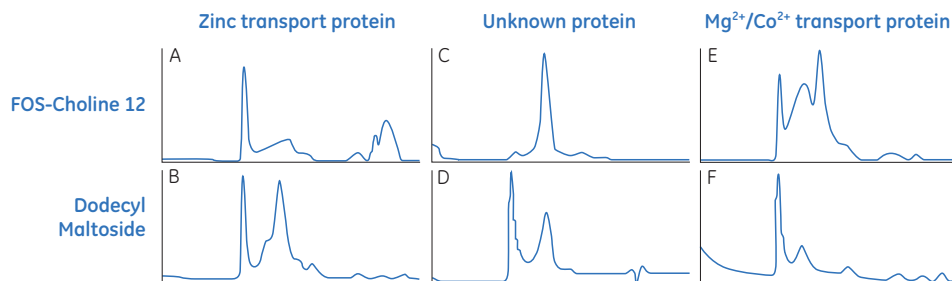 Zinc transport protein
Unknown protein
Mg²⁺/Co²⁺ transport protein
A
C
E
FOS-Choline 12
B
D
F
Dodecyl
Maltoside